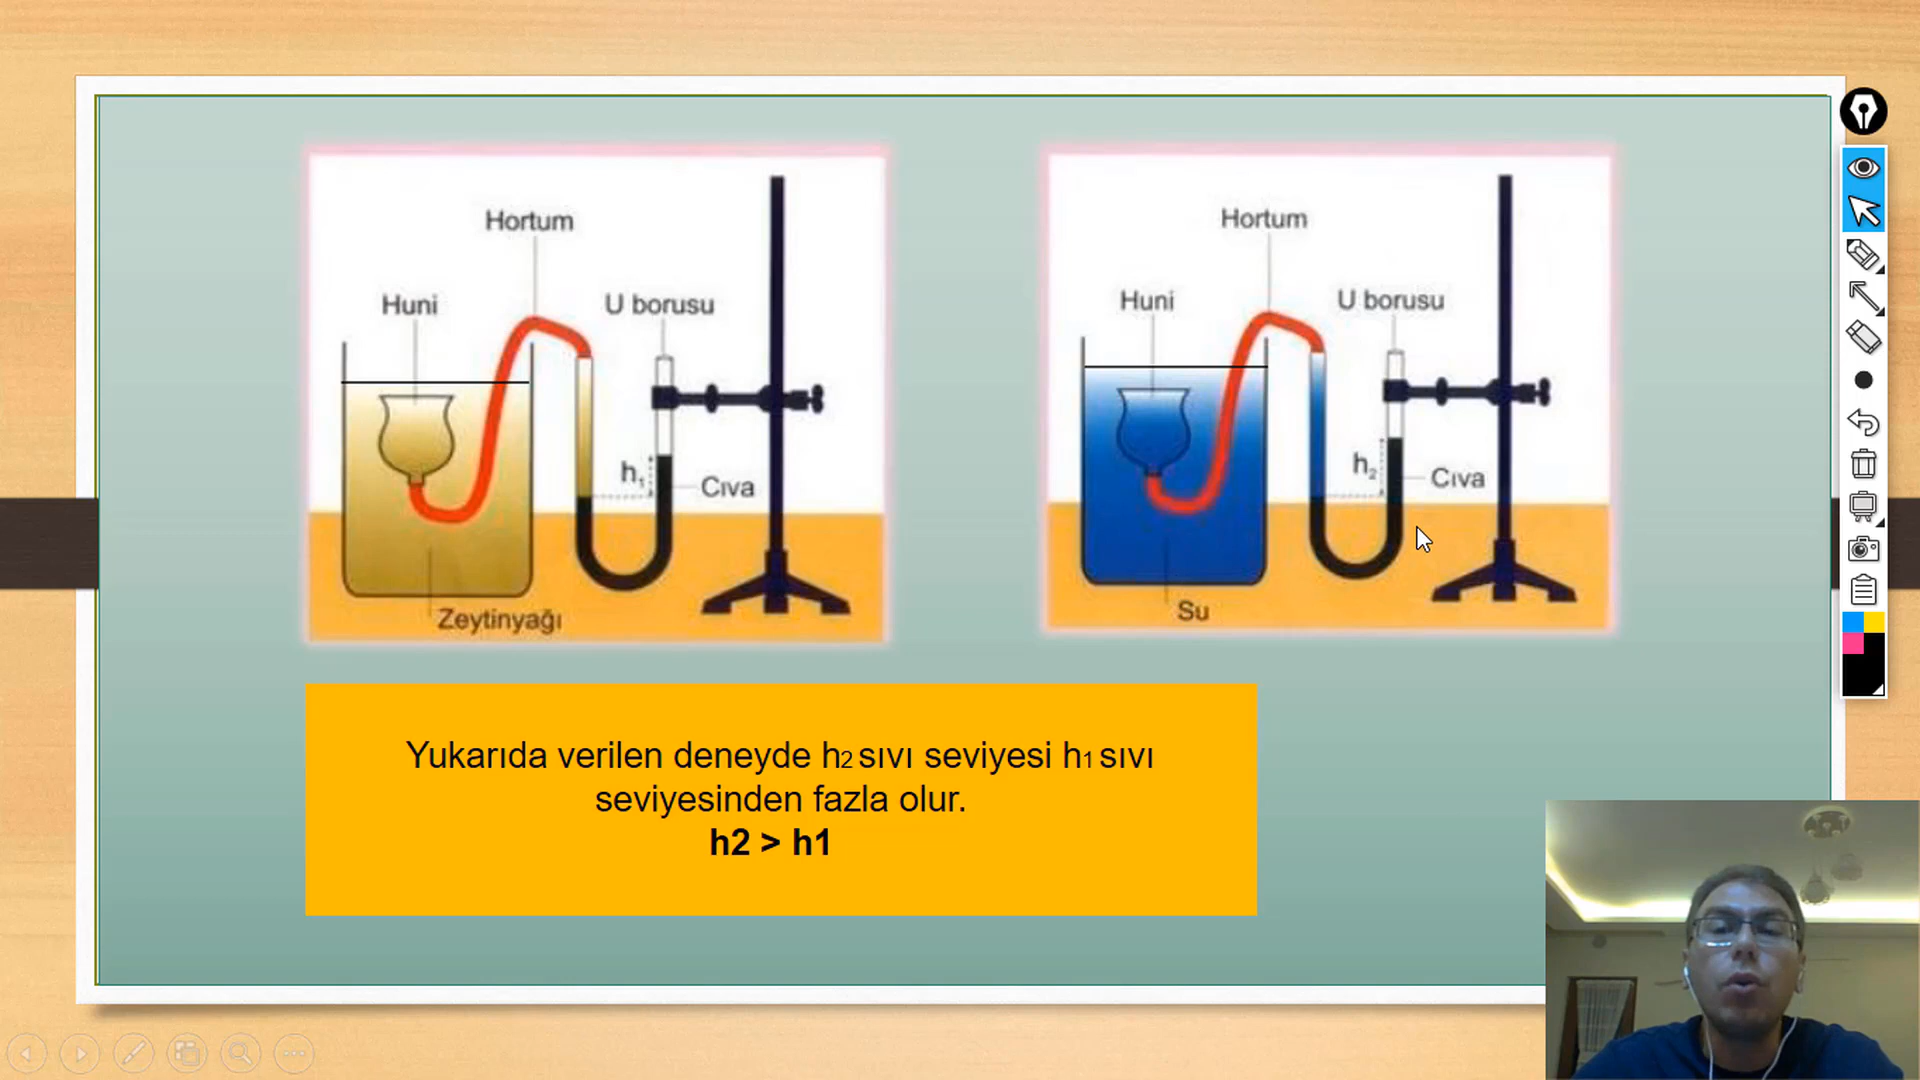 Hortum
Huni
U borusu
h1
Cıva
Zeytinyağı
Hortum
Huni
U borusu
h2
Cıva
Su
Yukarıda verilen deneyde h2 sıvı seviyesi h1 sıvı
seviyesinden fazla olur.
h2 > h1